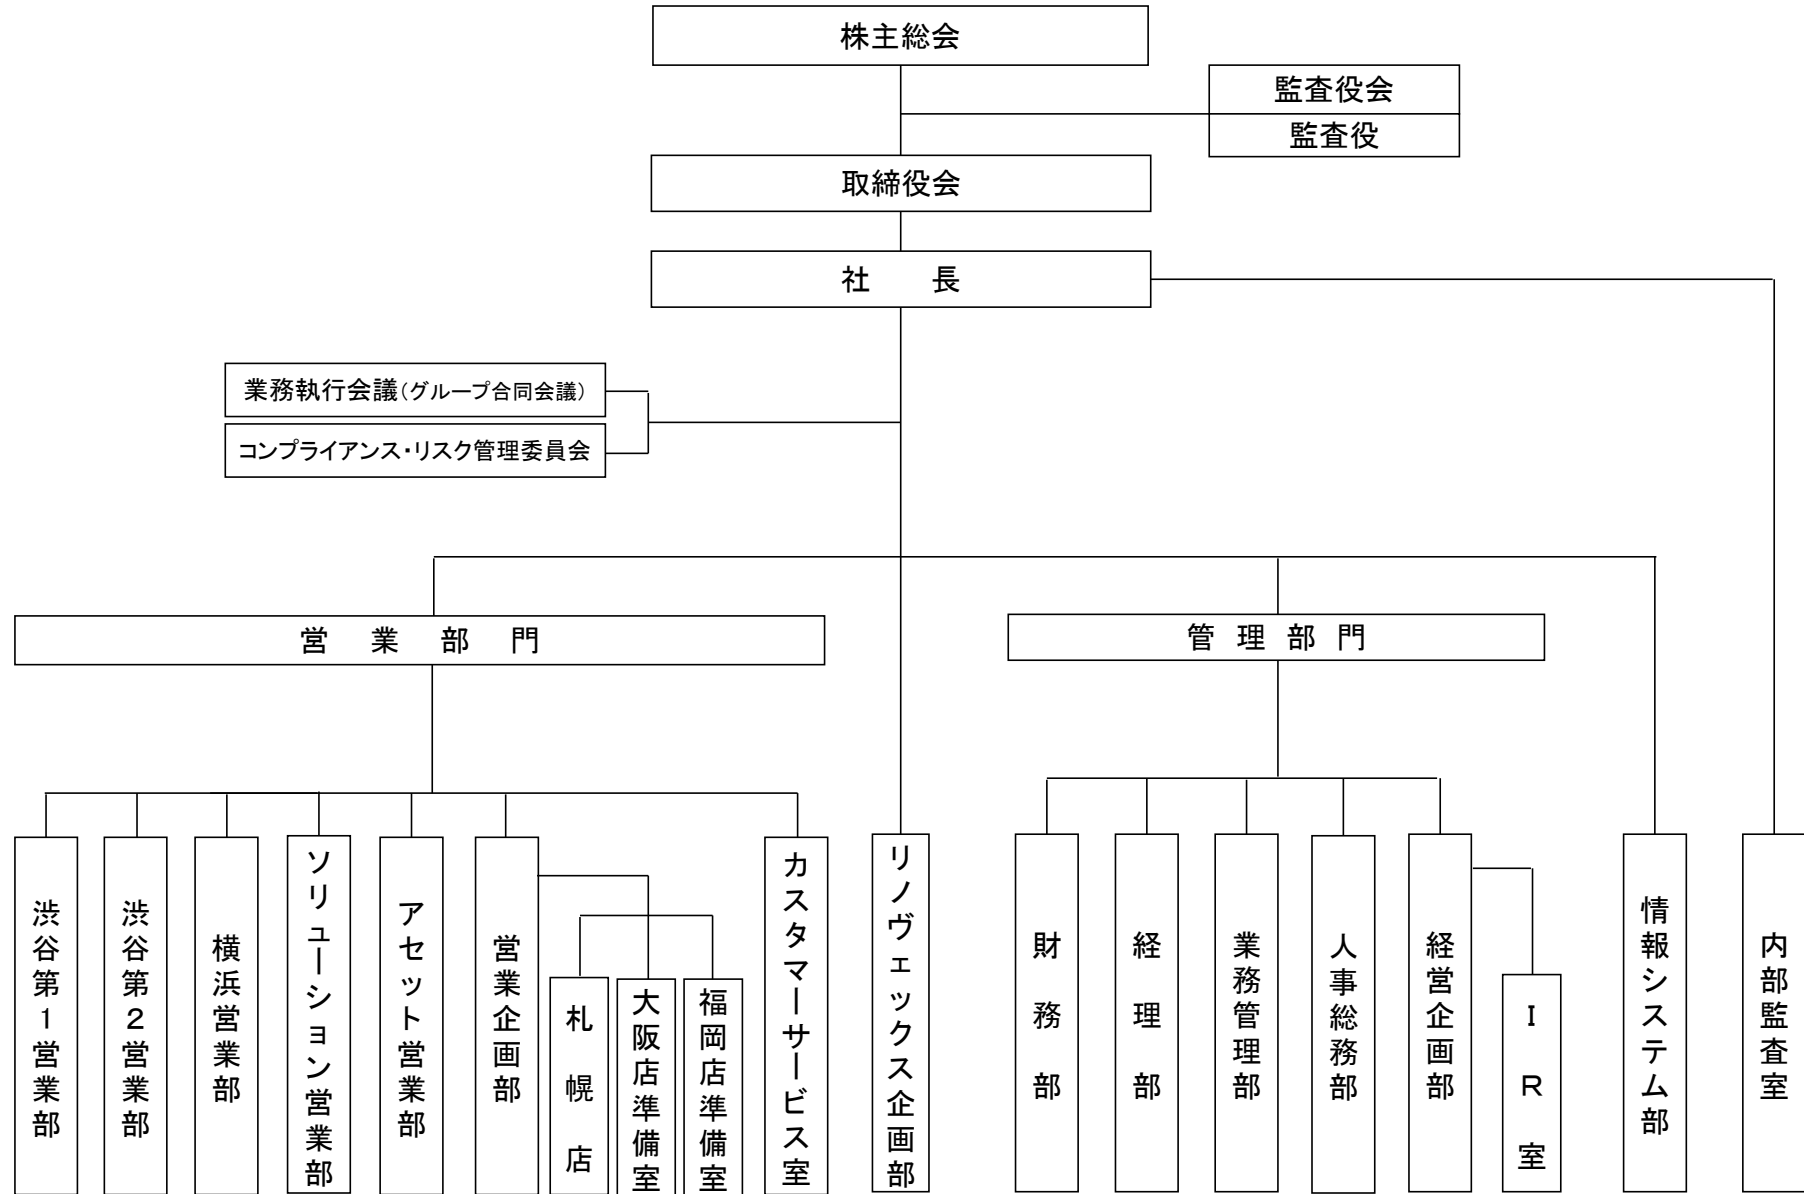 株主総会
監査役会
監査役
取締役会
社　長
業務執行会議（グループ合同会議）
コンプライアンス・リスク管理委員会
営業部門
管理部門
渋谷第１営業部
渋谷第２営業部
横浜営業部
ソリューション営業部
アセット営業部
営業企画部
札幌店
大阪店準備室
福岡店準備室
カスタマーサービス室
リノヴェックス企画部
財務部
経理部
業務管理部
人事総務部
経営企画部
ＩＲ室
情報システム部
内部監査室